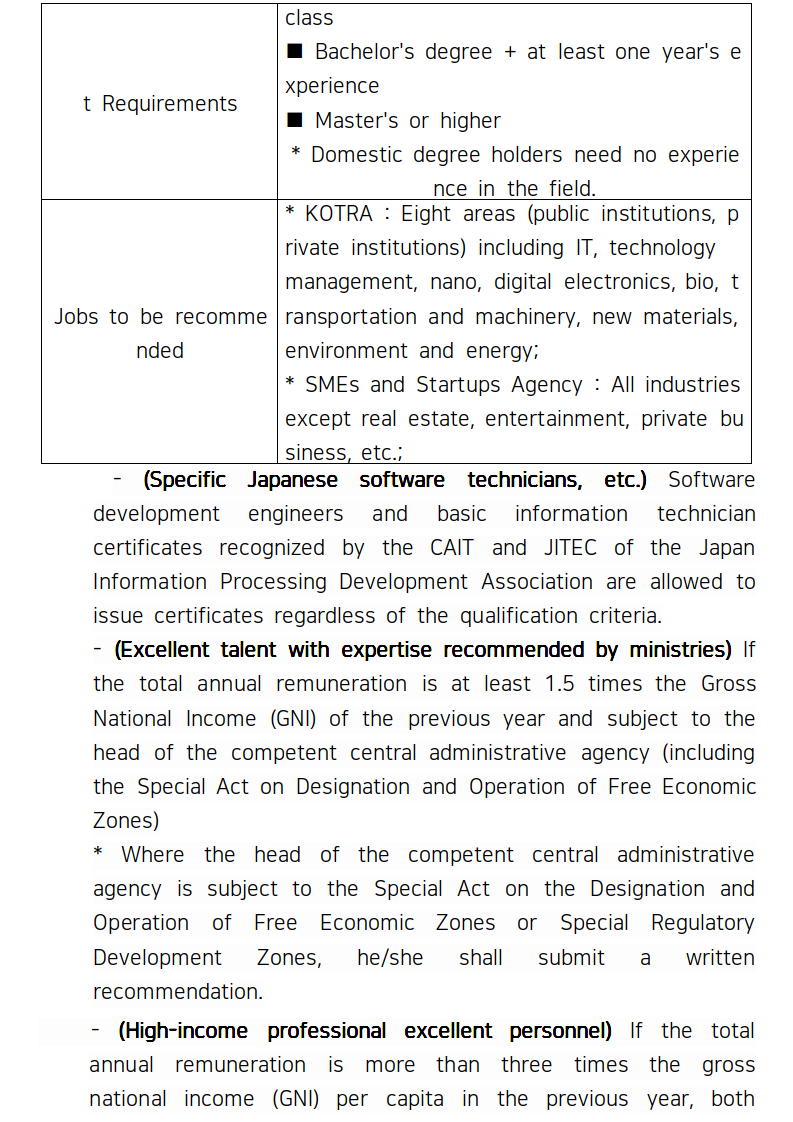 t Requirements
class
■ Bachelor's degree + at least one year's e
xperience
■ Master's or higher
* Domestic degree holders need no experie
nce in the field.
Jobs to be recomme
nded
* KOTRA : Eight areas (public institutions, p
rivate institutions) including IT, technology
management, nano, digital electronics, bio, t
ransportation and machinery, new materials,
environment and energy;
* SMEs and Startups Agency : All industries
except real estate, entertainment, private bu
siness, etc.;
- (Specific Japanese software technicians, etc.) Software
development engineers and basic information technician
certificates recognized by the CAIT and JITEC of the Japan
Information Processing Development Association are allowed to
issue certificates regardless of the qualification criteria.
- (Excellent talent with expertise recommended by ministries) If
the total annual remuneration is at least 1.5 times the Gross
National Income (GNI) of the previous year and subject to the
head of the competent central administrative agency (including
the Special Act on Designation and Operation of Free Economic
Zones)
* Where the head of the competent central administrative
agency is subject to the Special Act on the Designation and
Operation of Free Economic Zones or Special Regulatory
Development Zones, he/she shall submit a written
recommendation.
- (High-income professional excellent personnel) If the total
annual remuneration is more than three times the gross
national income (GNI) per capita in the previous year, both